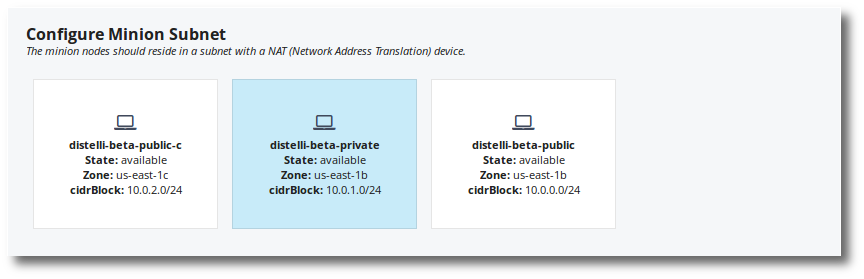 Configure Minion Subnet
The minion nodes should reside in a subnet with a NAT (Network Address Translation) device.
distelli-beta-public-c
State: available
Zone: us-east-1c
cidrBlock: 10.0.2.0/24
distelli-beta-private
State: available
Zone: us-east-1b
cidrBlock: 10.0.1.0/24
distelli-beta-public
State: available
Zone: us-east-1b
cidrBlock: 10.0.0.0/24